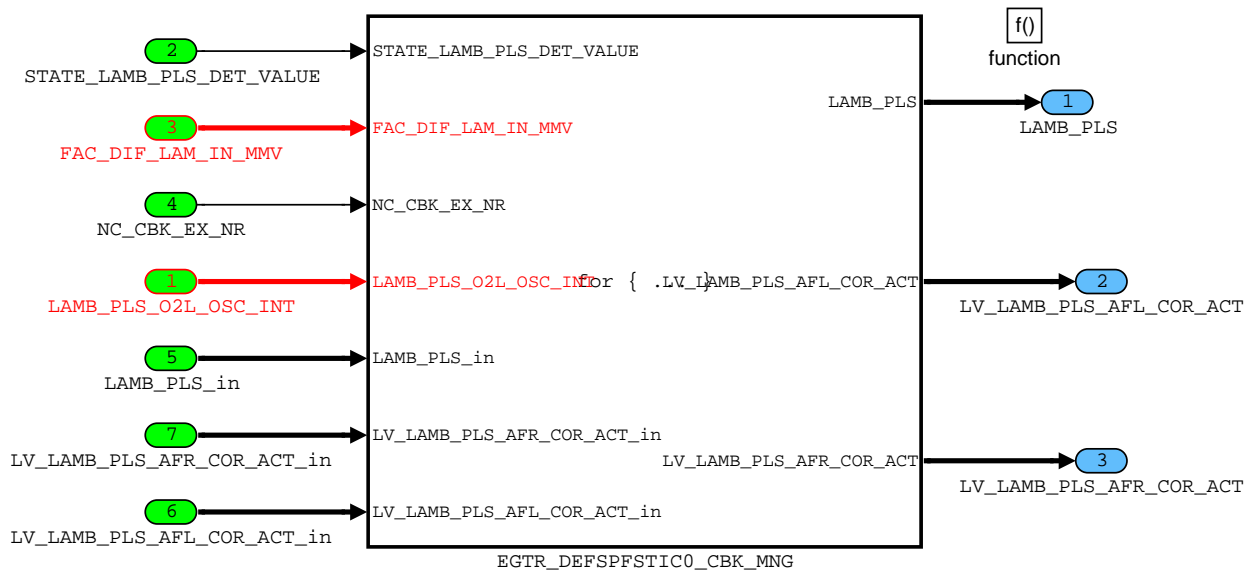 f()
function
2
STATE_LAMB_PLS_DET_VALUE
STATE_LAMB_PLS_DET_VALUE
LAMB_PLS
1
LAMB_PLS
3
FAC_DIF_LAM_IN_MMV
FAC_DIF_LAM_IN_MMV
4
NC_CBK_EX_NR
NC_CBK_EX_NR
1
LAMB_PLS_O2L_OSC_INT
LAMB_PLS_O2L_OSC_INT
for { ... }
LV_LAMB_PLS_AFL_COR_ACT
2
LV_LAMB_PLS_AFL_COR_ACT
5
LAMB_PLS_in
LAMB_PLS_in
7
LV_LAMB_PLS_AFR_COR_ACT_in
LV_LAMB_PLS_AFR_COR_ACT_in
LV_LAMB_PLS_AFR_COR_ACT
3
LV_LAMB_PLS_AFR_COR_ACT
6
LV_LAMB_PLS_AFL_COR_ACT_in
LV_LAMB_PLS_AFL_COR_ACT_in
EGTR_DEFSPFSTIC0_CBK_MNG